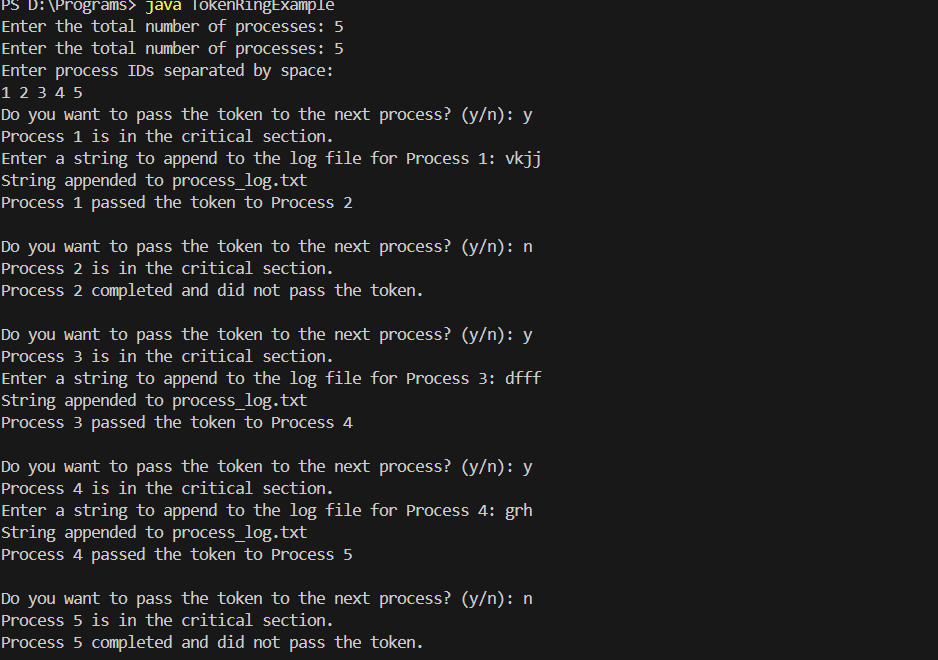 PS D:\Programs> java TokenRingExample
Enter the total number of processes: 5
Enter the total number of processes: 5
Enter process IDs separated by space:
1 2 3 4 5
Do you want to pass the token to the next process? (y/n): y
Process 1 is in the critical section.
Enter a string to append to the log file for Process 1: vkjj
String appended to process_log.txt
Process 1 passed the token to Process 2

Do you want to pass the token to the next process? (y/n): n
Process 2 is in the critical section.
Process 2 completed and did not pass the token.

Do you want to pass the token to the next process? (y/n): y
Process 3 is in the critical section.
Enter a string to append to the log file for Process 3: dfff
String appended to process_log.txt
Process 3 passed the token to Process 4

Do you want to pass the token to the next process? (y/n): y
Process 4 is in the critical section.
Enter a string to append to the log file for Process 4: grh
String appended to process_log.txt
Process 4 passed the token to Process 5

Do you want to pass the token to the next process? (y/n): n
Process 5 is in the critical section.
Process 5 completed and did not pass the token.